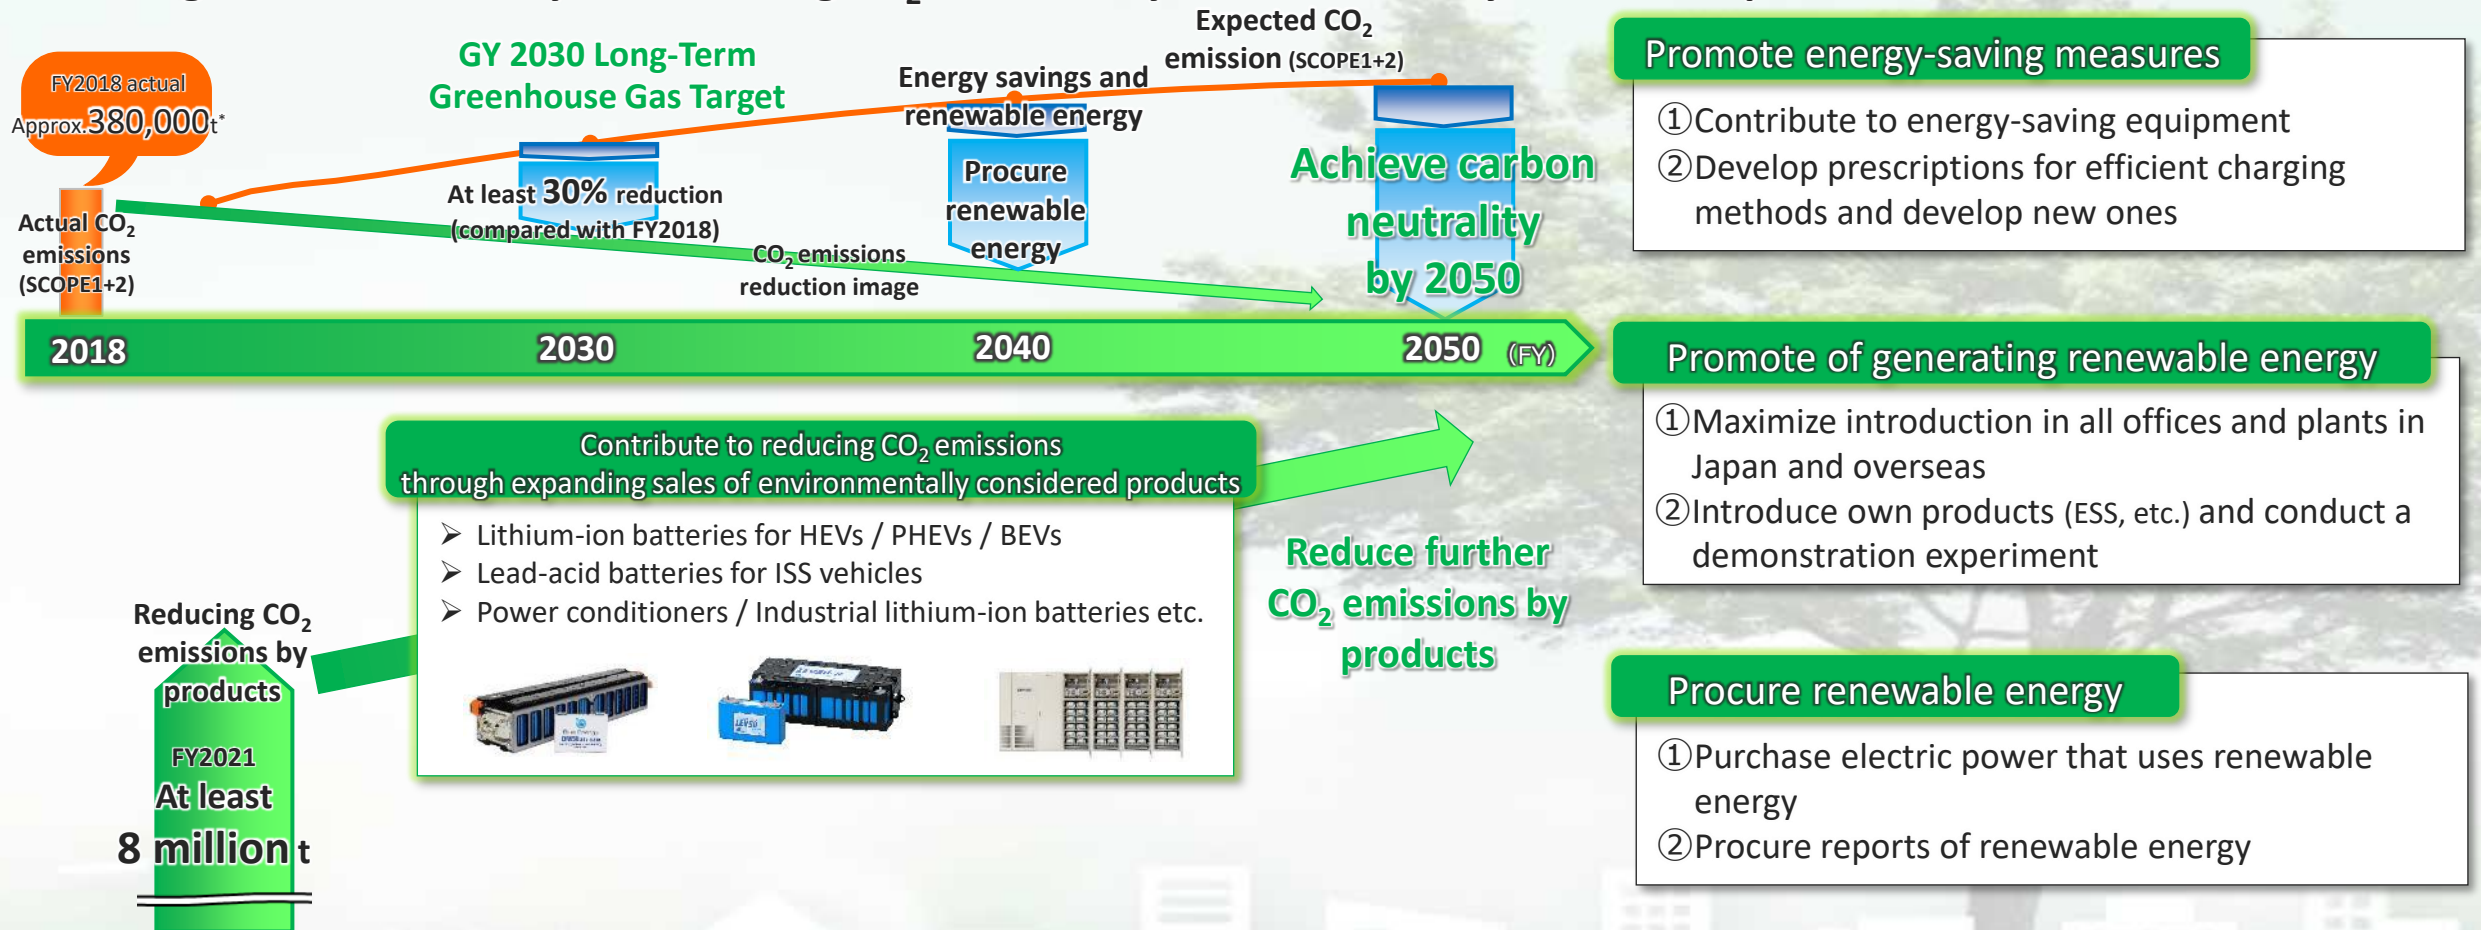 Expected CO2
emission (SCOPE1+2)
GY 2030 Long-Term
Greenhouse Gas Target
FY2018 actual
Approx.380,000t*
Energy savings and
renewable energy
Actual CO2
emissions
(SCOPE1+2)
At least 30% reduction
(compared with FY2018)
CO2 emissions
reduction image
Procure
renewable
energy
Achieve carbon
neutrality
by 2050
2018
2030
2040
2050 (FY)
Contribute to reducing CO2 emissions
through expanding sales of environmentally considered products
➢ Lithium-ion batteries for HEVs / PHEVs / BEVs
➢ Lead-acid batteries for ISS vehicles
➢ Power conditioners / Industrial lithium-ion batteries etc.
Reducing CO2
emissions by
products
FY2021
At least
8 million t
Reduce further
CO2 emissions by
products
Promote energy-saving measures
①Contribute to energy-saving equipment
②Develop prescriptions for efficient charging
methods and develop new ones
Promote of generating renewable energy
①Maximize introduction in all offices and plants in
Japan and overseas
②Introduce own products (ESS, etc.) and conduct a
demonstration experiment
Procure renewable energy
①Purchase electric power that uses renewable
energy
②Procure reports of renewable energy